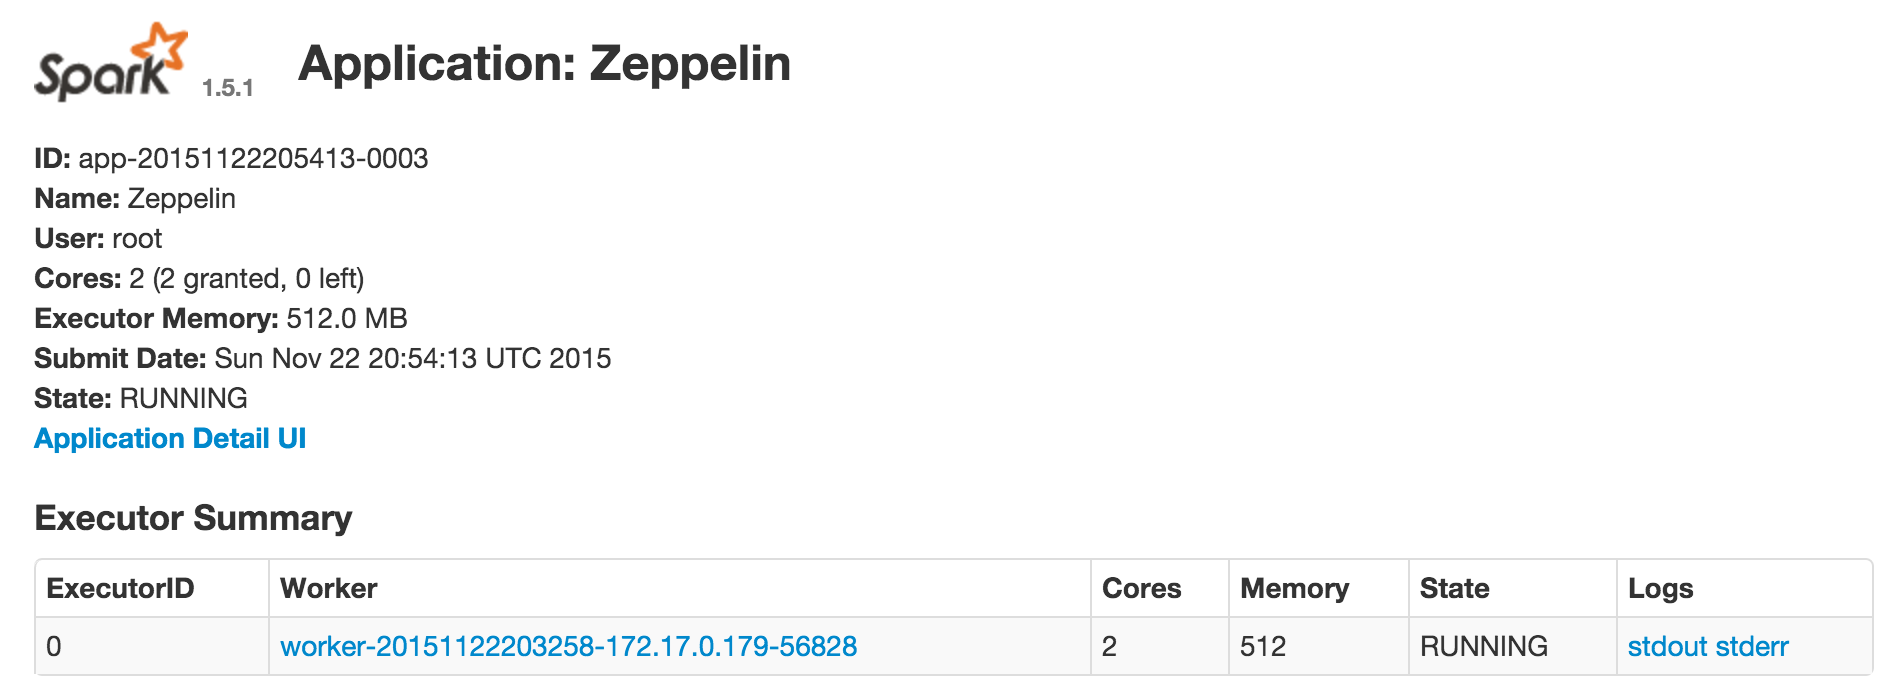 Spark 1.5.1 Application: Zeppelin
ID: app-20151122205413-0003
Name: Zeppelin
User: root
Cores: 2 (2 granted, 0 left)
Executor Memory: 512.0 MB
Submit Date: Sun Nov 22 20:54:13 UTC 2015
State: RUNNING
Application Detail UI
Executor Summary
ExecutorID Worker Cores Memory State Logs
0 worker-20151122203258-172.17.0.179-56828 2 512 RUNNING stdout stderr